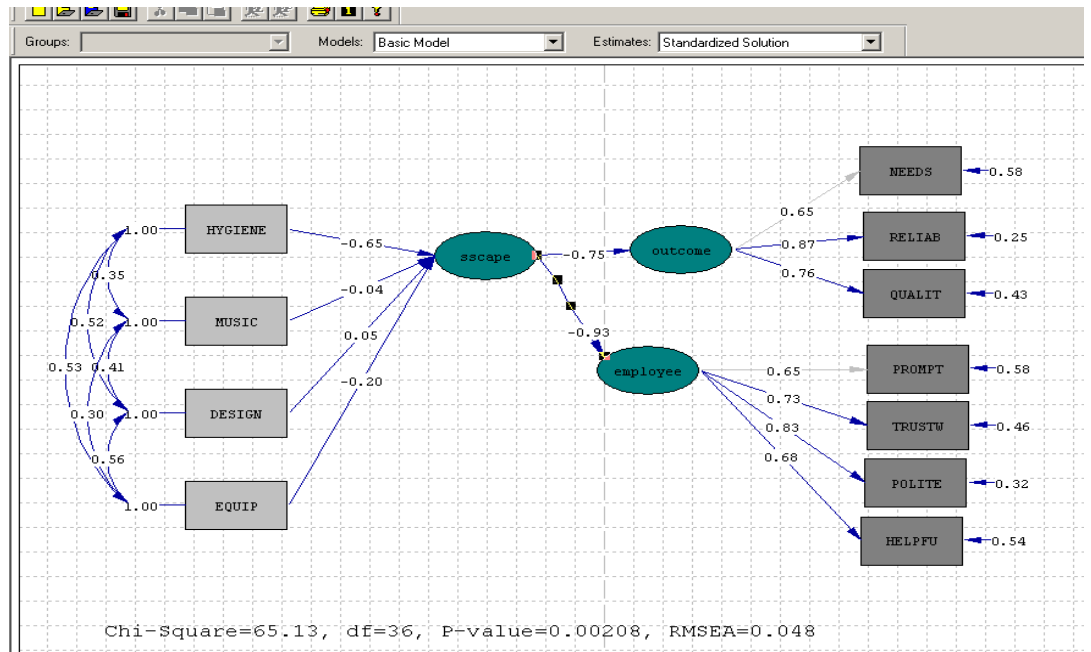 Groups: Models: Basic Model Estimates: Standardized Solution
NEEDS 0.58
0.65
1.00 HYGIENE -0.65 sscape -0.75 outcome 0.87 RELIAB 0.25
0.35
0.76 QUALIT 0.43
-0.04
0.52 1.00 MUSIC
0.05 -0.93
0.53 0.41 employee 0.65 PROMPT 0.58
-0.20
0.73
0.30 1.00 DESIGN 0.83 TRUSTW 0.46
0.56 0.68
POLITE 0.32
1.00 EQUIP
HELPFU 0.54
Chi-Square=65.13, df=36, P-value=0.00208, RMSEA=0.048